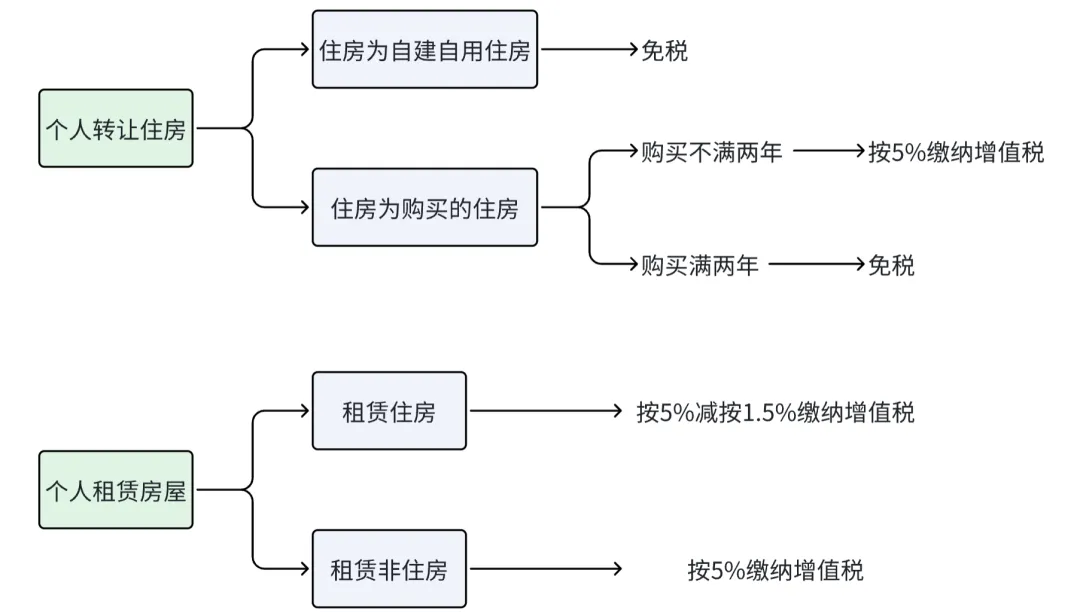 住房为自建自用住房
免税
个人转让住房
购买不满两年
按5%缴纳增值税
住房为购买的住房
购买满两年
免税
租赁住房
按5%减按1.5%缴纳增值税
个人租赁房屋
租赁非住房
按5%缴纳增值税